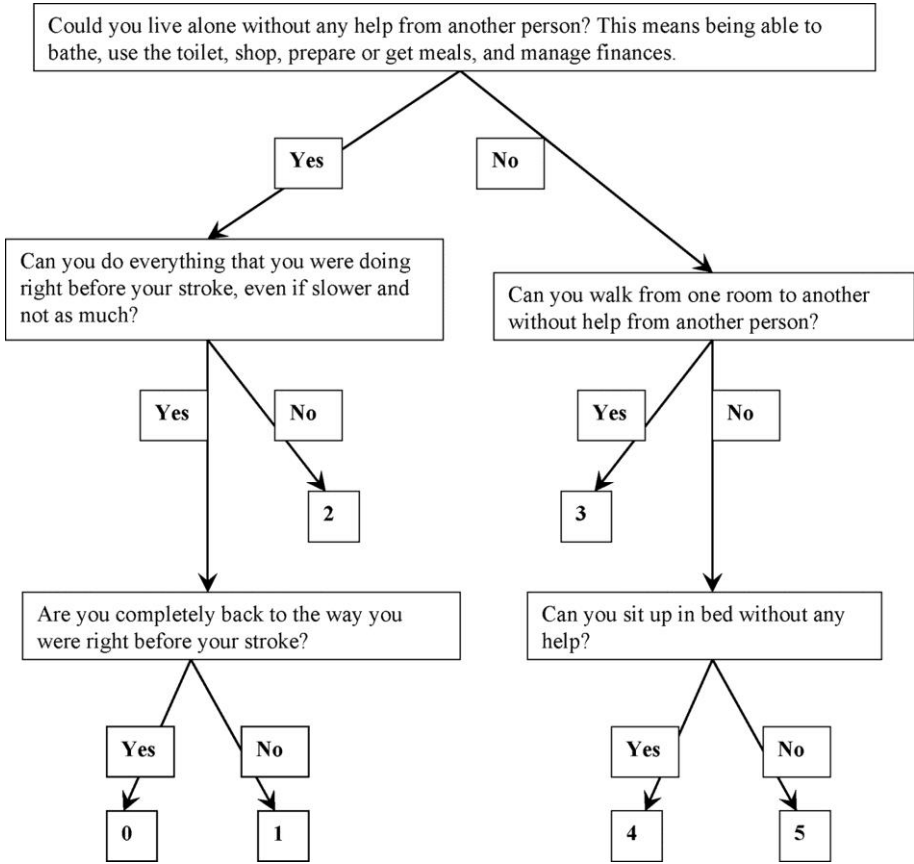 Could you live alone without any help from another person? This means being able to
bathe, use the toilet, shop, prepare or get meals, and manage finances.
Yes
No
Can you do everything that you were doing
right before your stroke, even if slower and
not as much?
Can you walk from one room to another
without help from another person?
Yes
No
Yes
No
2
3
Are you completely back to the way you
were right before your stroke?
Can you sit up in bed without any
help?
Yes
No
Yes
No
0
1
4
5